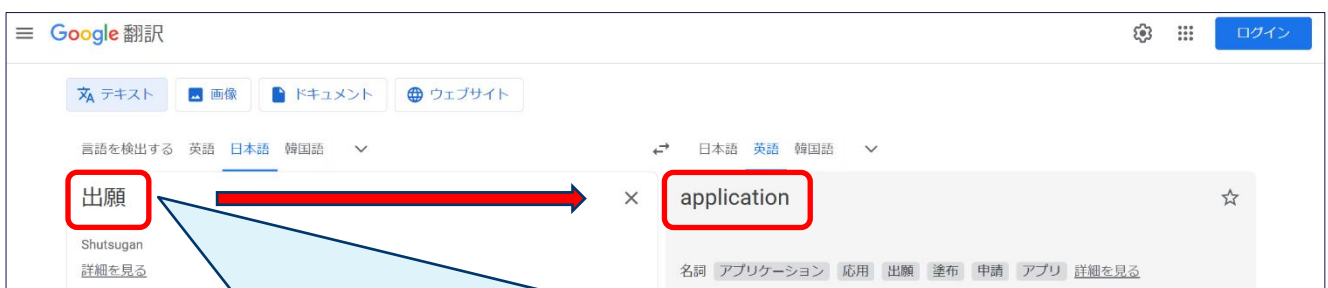 Google 翻訳 ログイン
テキスト 画像 ドキュメント ウェブサイト
言語を検出する 英語 日本語 韓国語 日本語 英語 韓国語
出願 application
Shutsugan
詳細を見る 名詞 アプリケーション 応用 出願 塗布 申請 アプリ 詳細を見る